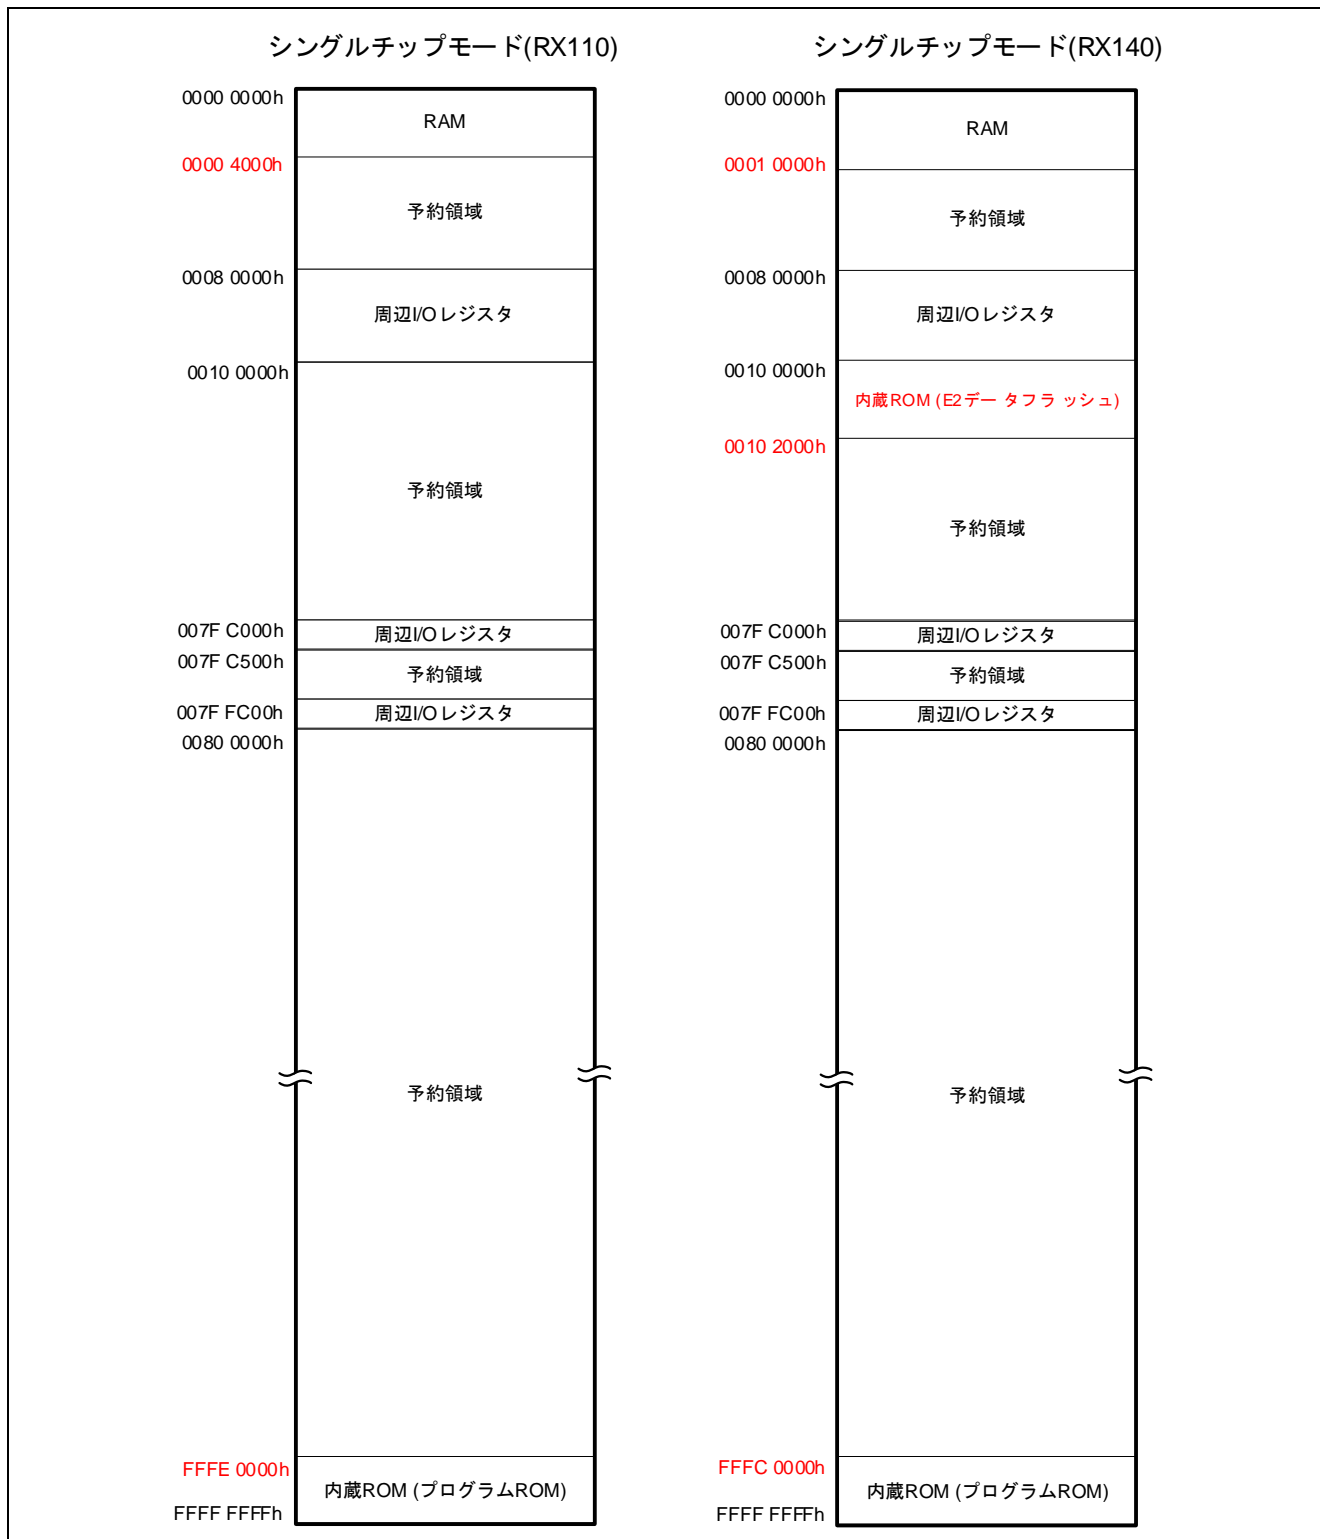 シングルチップモード(RX110)
0000 0000h
RAM
0000 4000h
予約領域
0008 0000h
周辺I/Oレジスタ
0010 0000h
予約領域
007F C000h
周辺I/Oレジスタ
007F C500h
予約領域
007F FC00h
周辺I/Oレジスタ
0080 0000h
予約領域
FFFE 0000h
内蔵ROM (プログラムROM)
FFFF FFFFh
シングルチップモード(RX140)
0000 0000h
RAM
0001 0000h
予約領域
0008 0000h
周辺I/Oレジスタ
0010 0000h
内蔵ROM (E2データフラッシュ)
0010 2000h
予約領域
007F C000h
周辺I/Oレジスタ
007F C500h
予約領域
007F FC00h
周辺I/Oレジスタ
0080 0000h
予約領域
FFFC 0000h
内蔵ROM (プログラムROM)
FFFF FFFFh